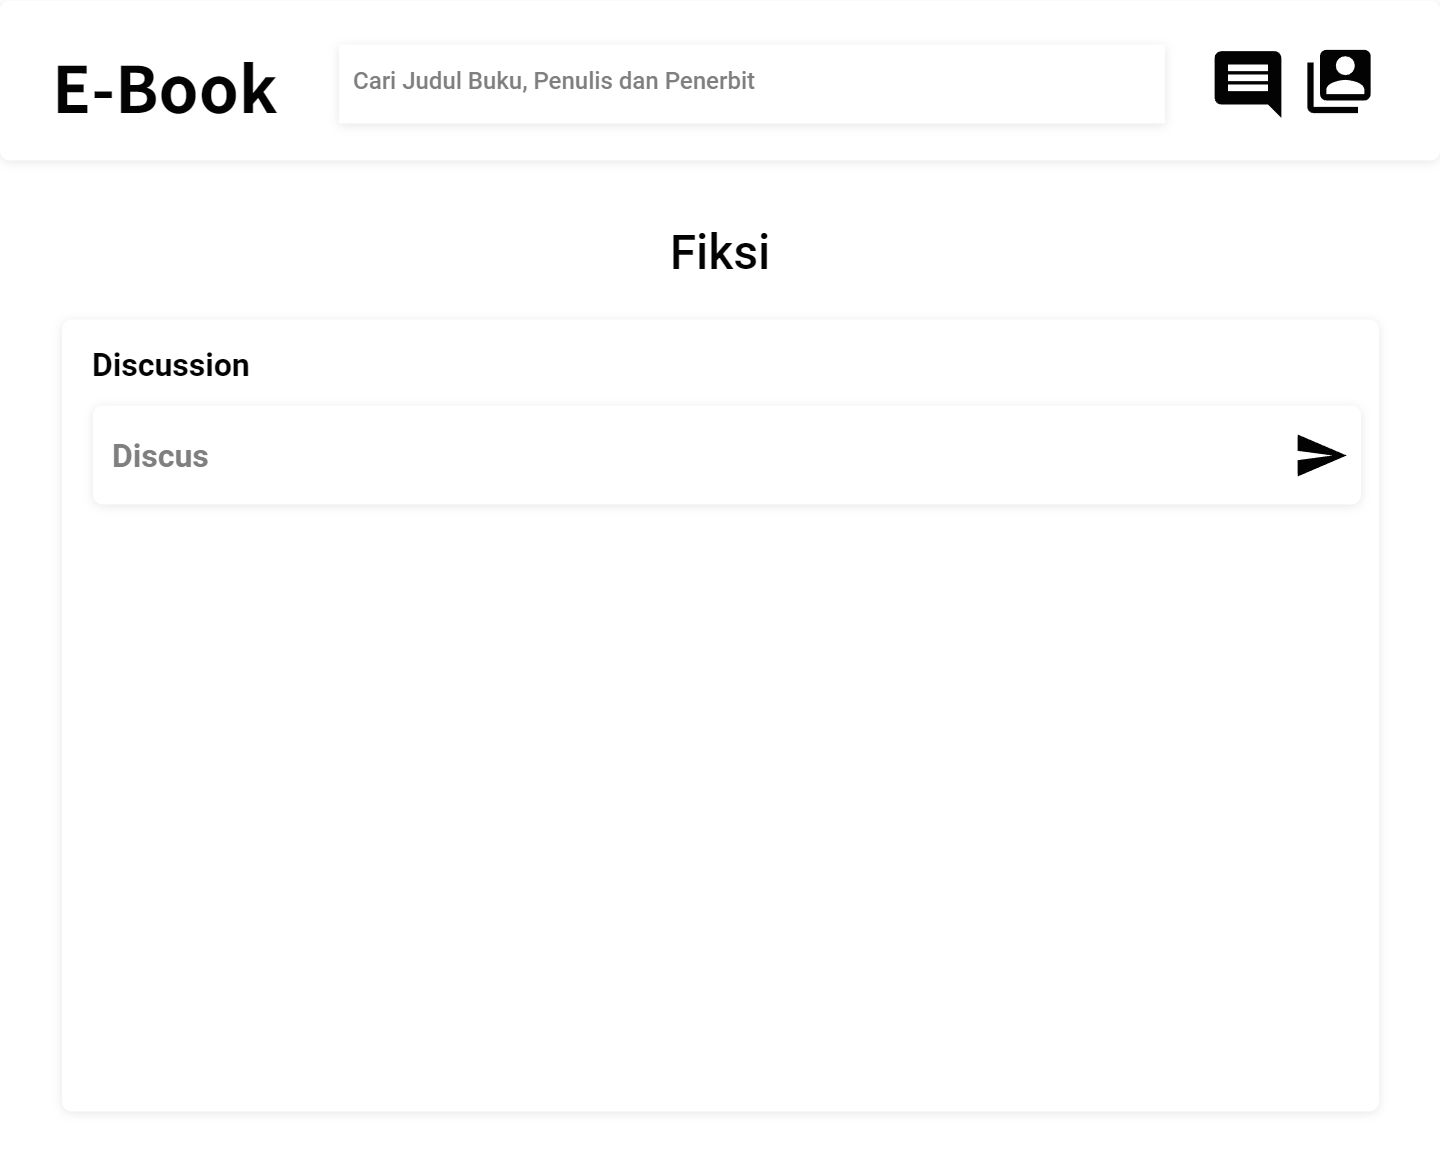 E-Book
Cari Judul Buku, Penulis dan Penerbit
Fiksi
Discussion
Discus